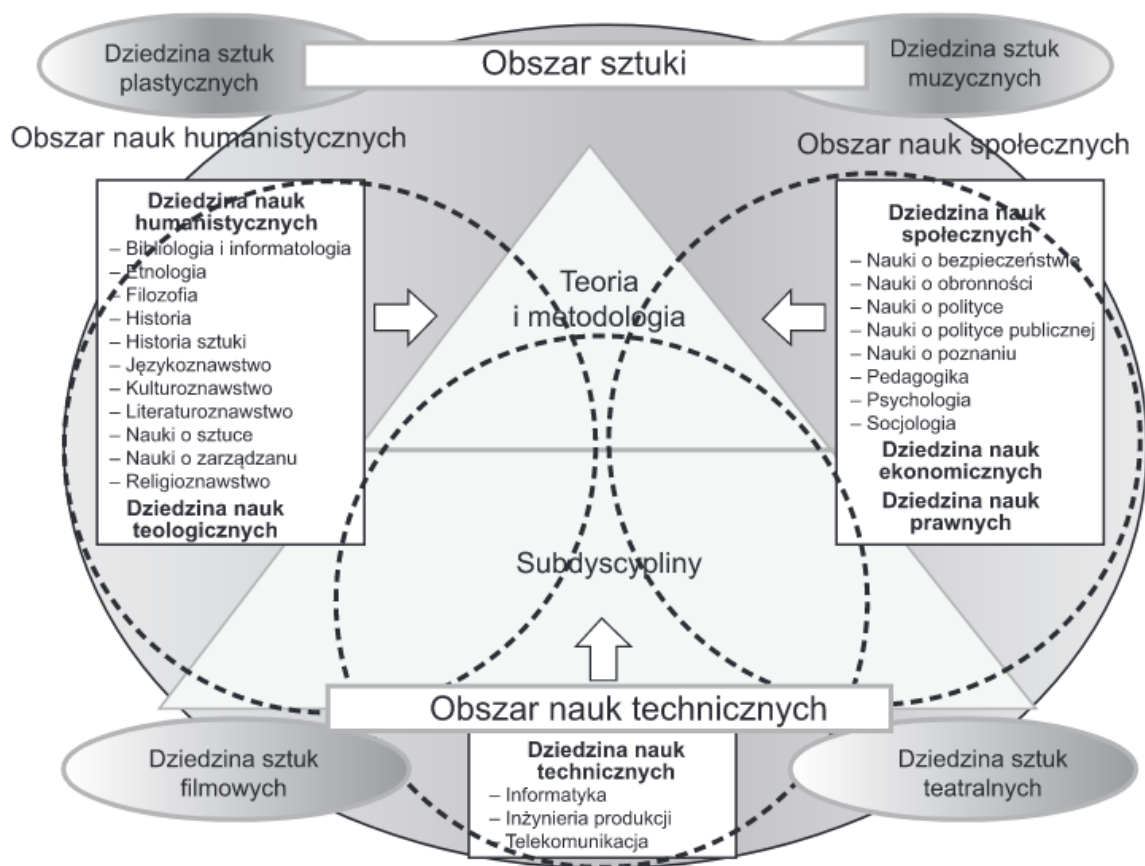 Dziedzina sztuk
plastycznych
Obszar sztuki
Dziedzina sztuk
muzycznych
Obszar nauk humanistycznych
Obszar nauk społecznych
Dziedzina nauk
humanistycznych
– Bibliologia i informatologia
– Etnologia
– Filozofia
– Historia
– Historia sztuki
– Językoznawstwo
– Kulturoznawstwo
– Literaturoznawstwo
– Nauki o sztuce
– Nauki o zarządzanu
– Religioznawstwo
Dziedzina nauk
teologicznych
Teoria
i metodologia
Dziedzina nauk
społecznych
– Nauki o bezpieczeństwie
– Nauki o obronności
– Nauki o polityce
– Nauki o polityce publicznej
– Nauki o poznaniu
– Pedagogika
– Psychologia
– Socjologia
Dziedzina nauk
ekonomicznych
Dziedzina nauk
prawnych
Subdyscypliny
Obszar nauk technicznych
Dziedzina sztuk
filmowych
Dziedzina nauk
technicznych
– Informatyka
– Inżynieria produkcji
– Telekomunikacja
Dziedzina sztuk
teatralnych